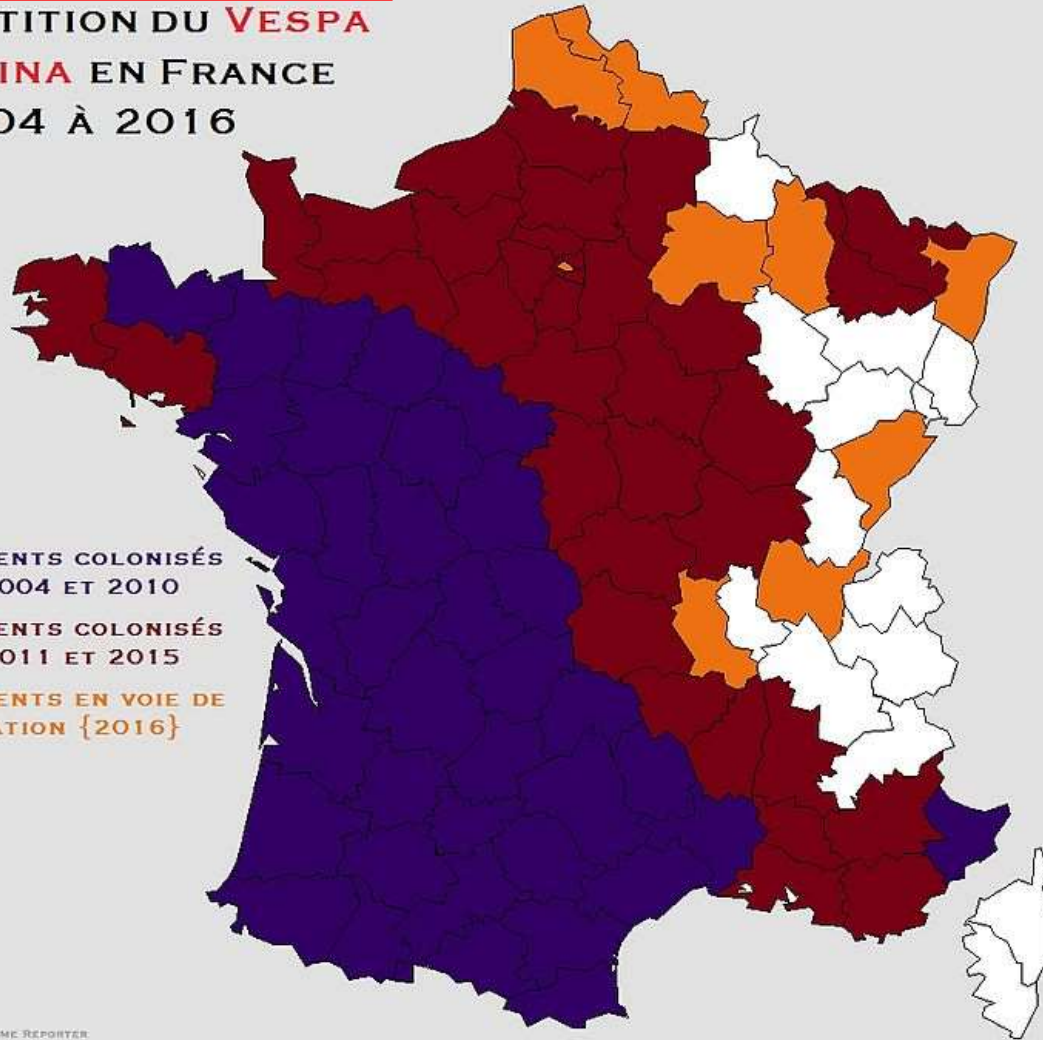 TITION DU VESPA
INA EN FRANCE
04 À 2016
ENTS COLONISÉS
004 ET 2010
ENTS COLONISÉS
011 ET 2015
ENTS EN VOIE DE
ATION {2016}
ME REPORTER